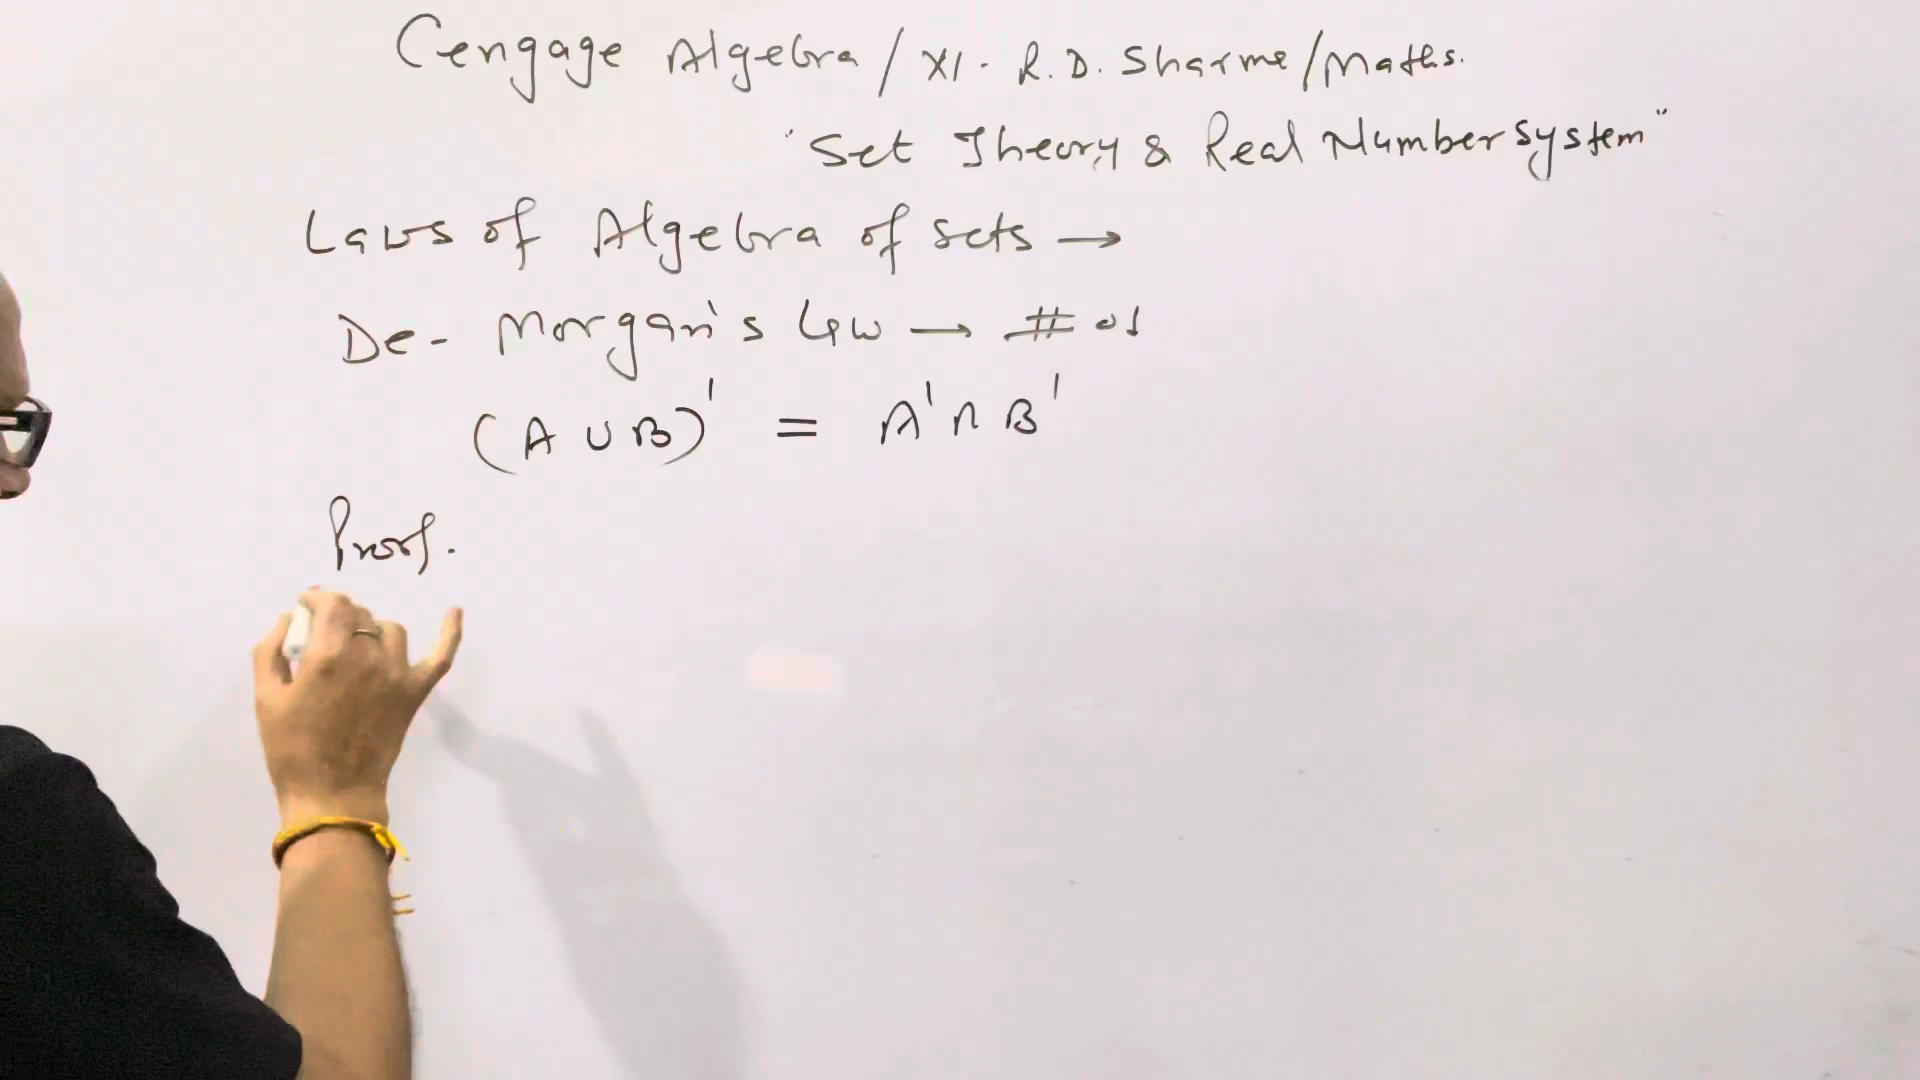 Cengage Algebra / XI - R.D. Sharma / Maths.
"Set Theory & Real Number System"
Laws of Algebra of Sets →
De-Morgan's Law → # 01
(A ∪ B)' = A' ∩ B'
Proof.